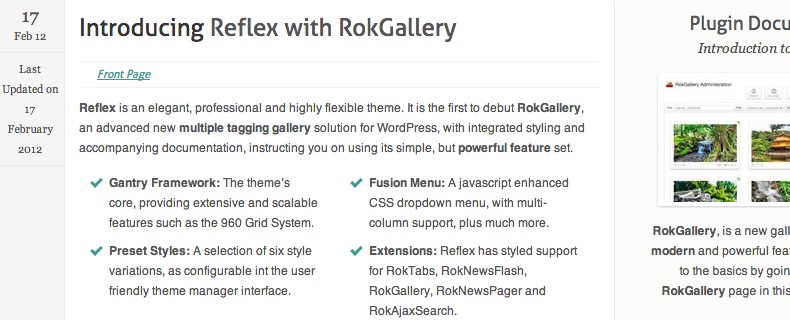 17
Feb 12
Last
Updated on
17
February
2012
Introducing Reflex with RokGallery
Front Page
Reflex is an elegant, professional and highly flexible theme. It is the first to debut RokGallery,
an advanced new multiple tagging gallery solution for WordPress, with integrated styling and
accompanying documentation, instructing you on using its simple, but powerful feature set.
Gantry Framework: The theme's
core, providing extensive and scalable
features such as the 960 Grid System.
Preset Styles: A selection of six style
variations, as configurable int the user
friendly theme manager interface.
Fusion Menu: A javascript enhanced
CSS dropdown menu, with multi-
column support, plus much more.
Extensions: Reflex has styled support
for RokTabs, RokNewsFlash,
RokGallery, RokNewsPager and
RokAjaxSearch.
Plugin Docu
Introduction to
RokGallery Administration
RokGallery, is a new gall
modern and powerful feat
to the basics by goin
RokGallery page in this